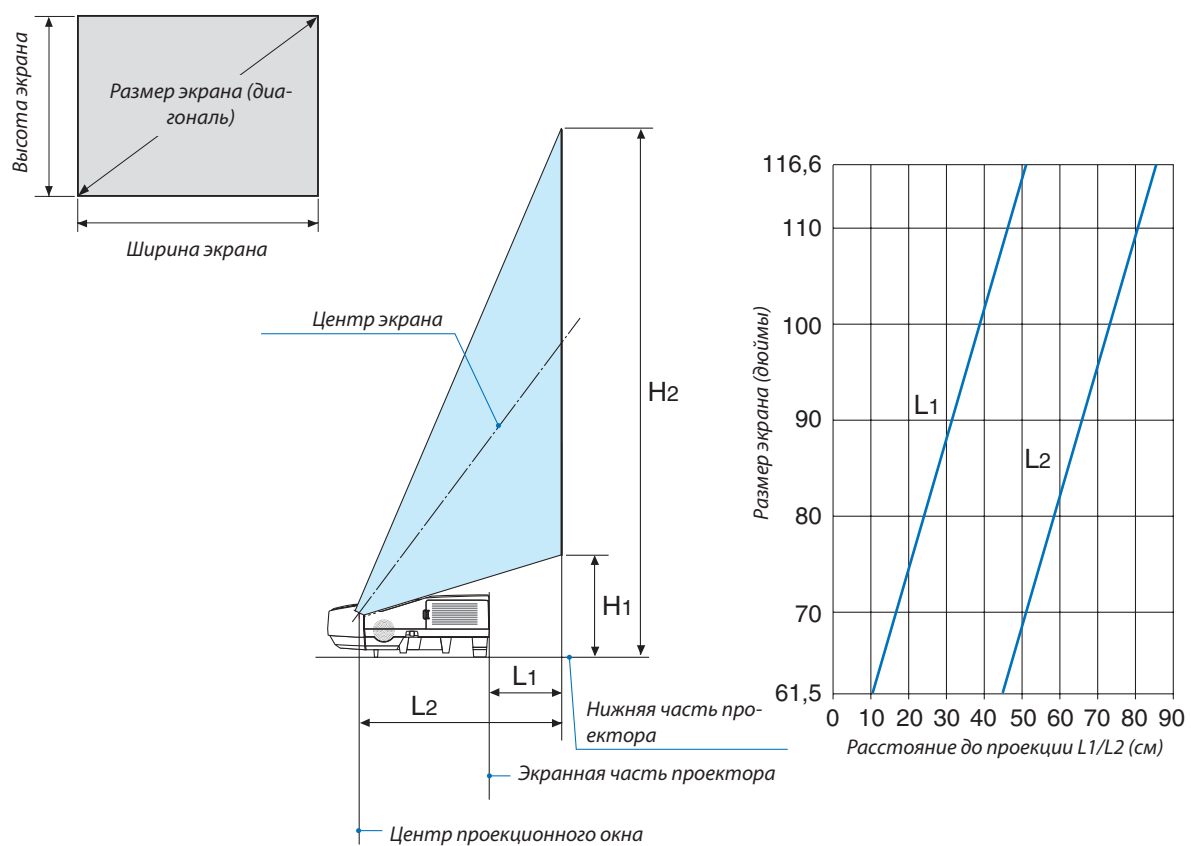 Высота экрана
Размер экрана (диа-
гональ)
Ширина экрана
Центр экрана
H2
H1
L1
L2
Нижняя часть про-
ектора
Экранная часть проектора
Центр проекционного окна
Размер экрана (дюймы)
116,6
110
100
90
80
70
61,5
L1
L2
0 10 20 30 40 50 60 70 80 90
Расстояние до проекции L1/L2 (см)